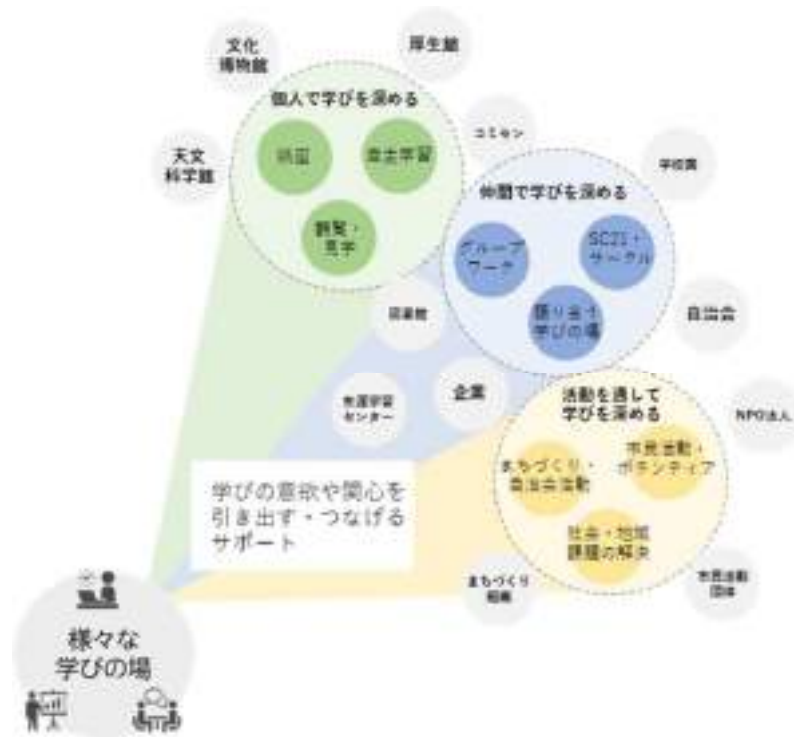 文化
博物館
厚生館
個人で学びを深める
コミセン
天文
科学館
講座
自主学習
学校園
仲間で学びを深める
観覧・
見学
グループ
ワーク
SC21・
サークル
語り合う
学びの場
図書館
自治会
企業
生涯学習
センター
活動を通して
学びを深める
NPO法人
まちづくり・
自治会活動
市民活動・
ボランティア
学びの意欲や関心を
引き出す・つなげる
サポート
社会・地域
課題の解決
まちづくり
組織
市民活動
団体
様々な
学びの場